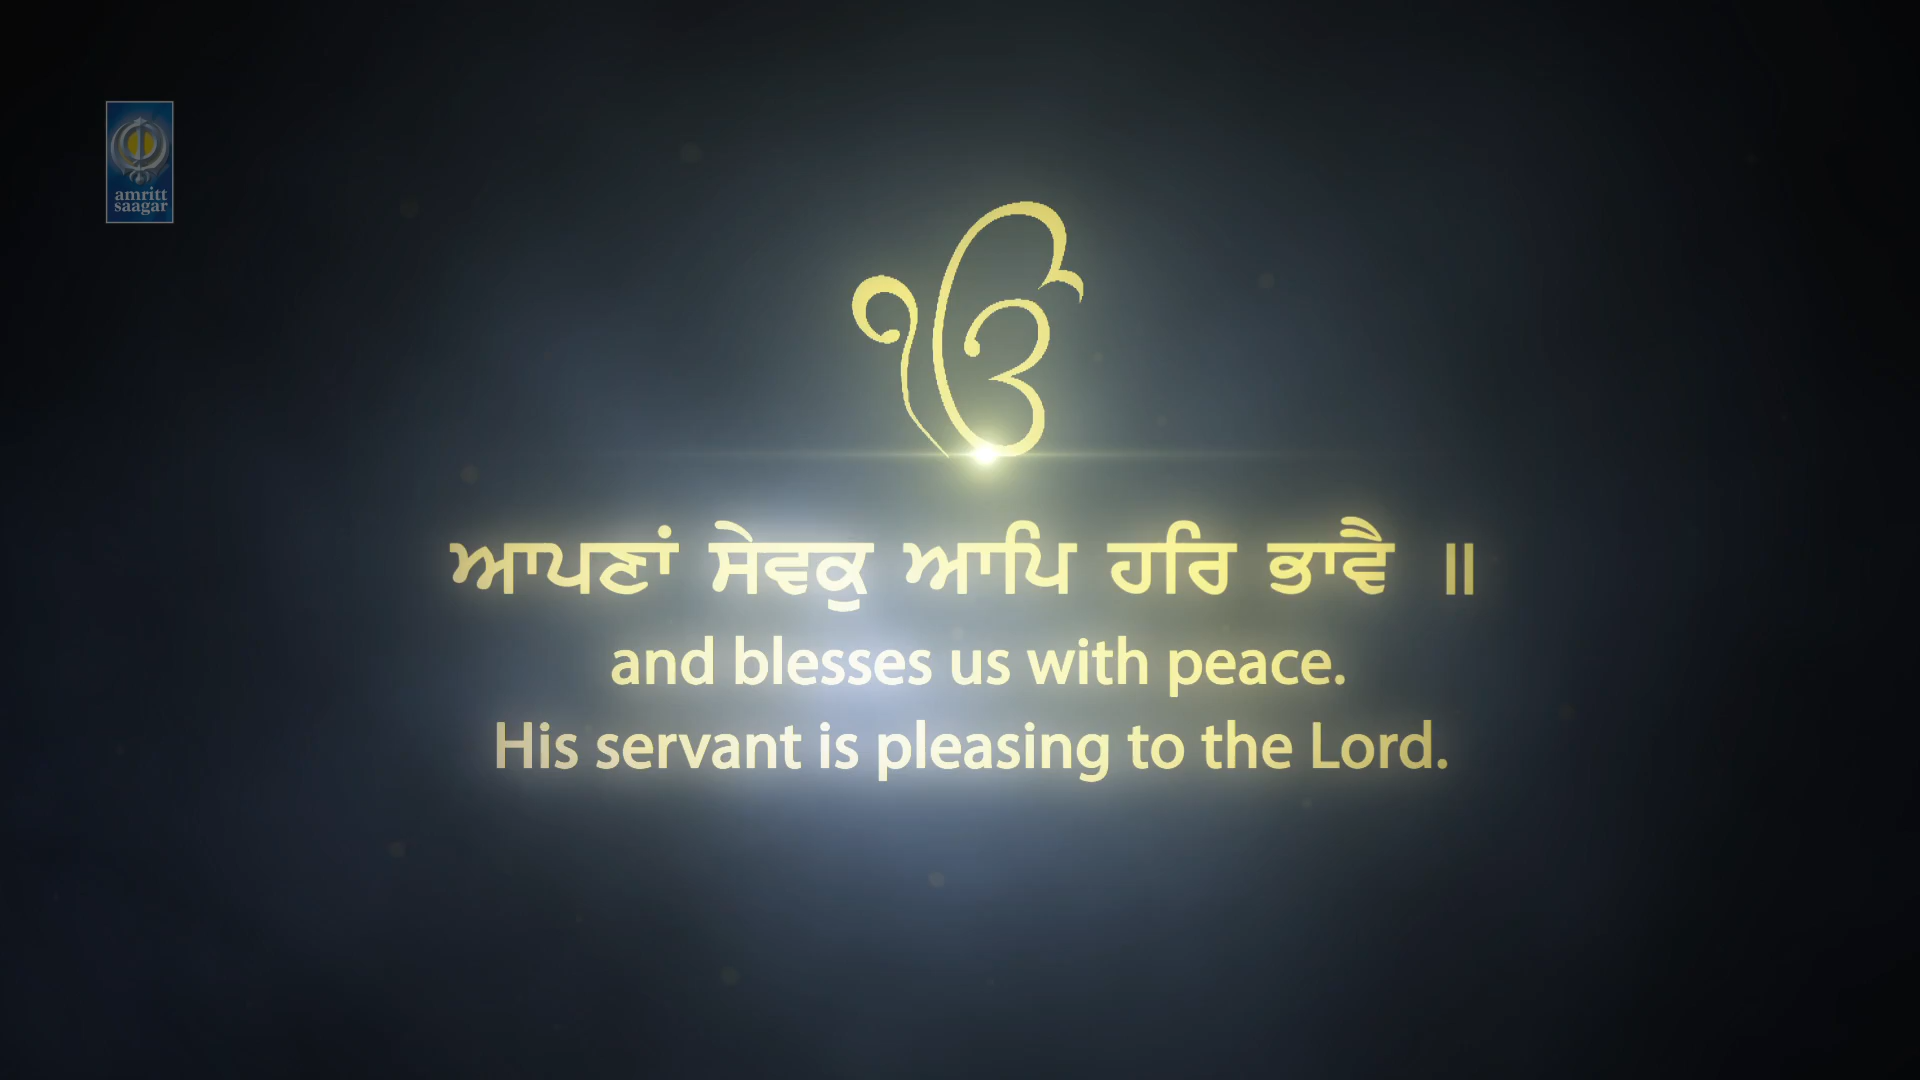 amritt
saagar
ੴ
ਆਪਣਾਂ ਸੇਵਕੁ ਆਪਿ ਹਰਿ ਭਾਵੈ ॥
and blesses us with peace.
His servant is pleasing to the Lord.